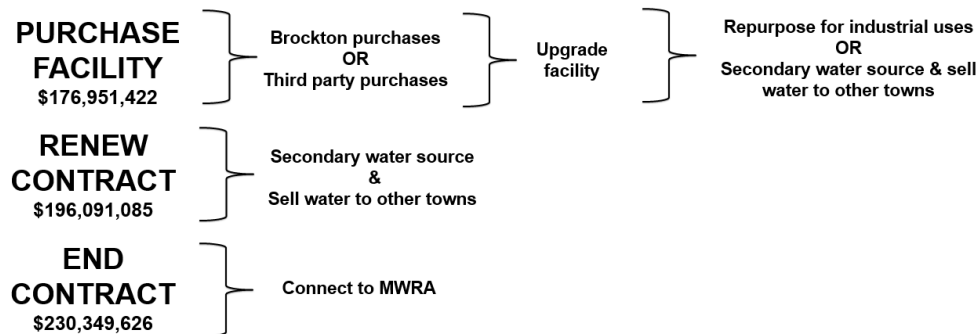 PURCHASE
FACILITY
$176,951,422
Brockton purchases
OR
Third party purchases
Upgrade
facility
Repurpose for industrial uses
OR
Secondary water source & sell
water to other towns
RENEW
CONTRACT
$196,091,085
Secondary water source
&
Sell water to other towns
END
CONTRACT
$230,349,626
Connect to MWRA